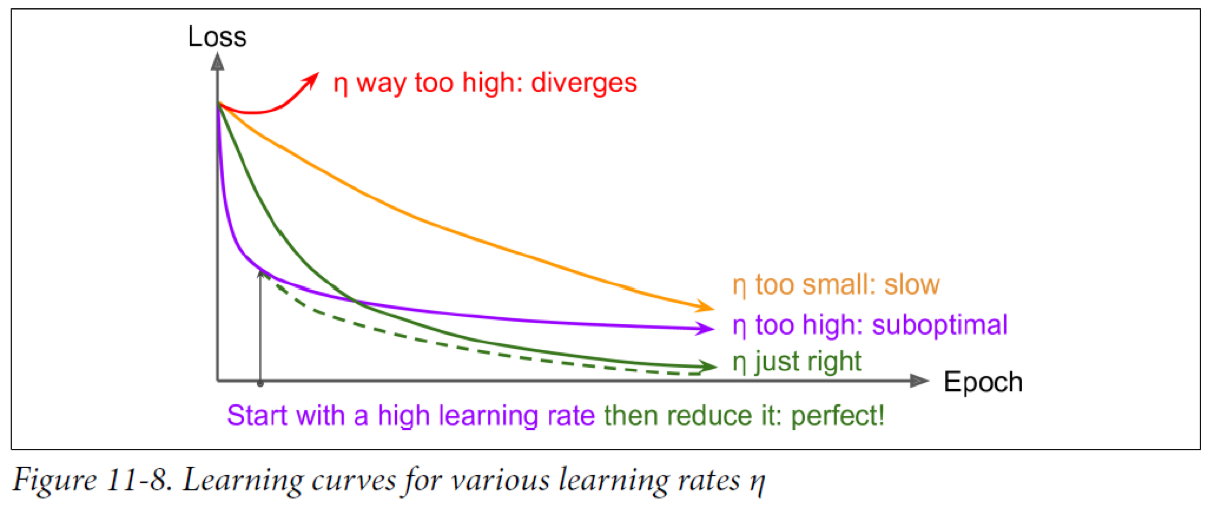 Loss
η way too high: diverges
η too small: slow
η too high: suboptimal
η just right
Epoch
Start with a high learning rate then reduce it: perfect!
Figure 11-8. Learning curves for various learning rates η